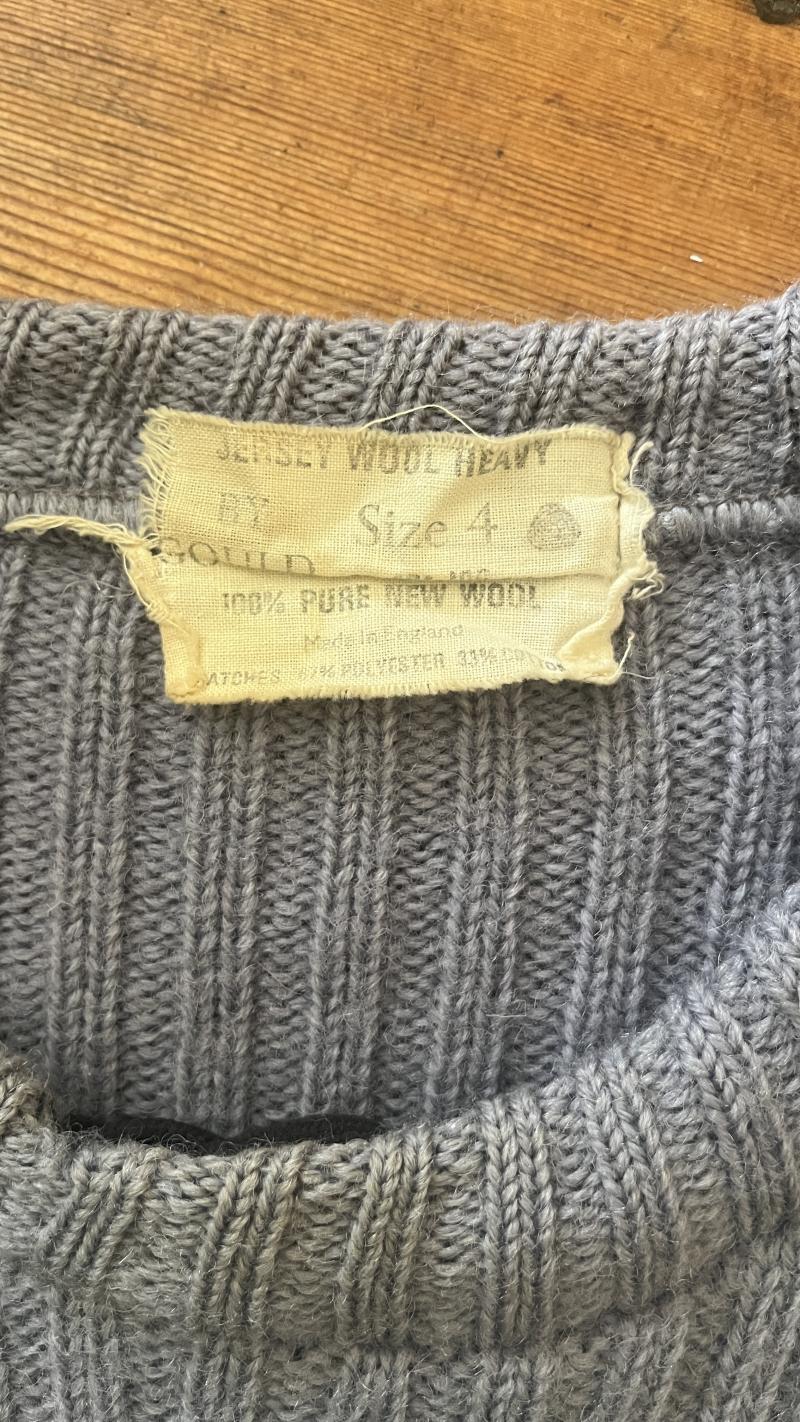 JERSEY WOOL HEAVY
BY Size 4
GOULD
100% PURE NEW WOOL
Made in England
PATCHES 67% POLYESTER 33% COTTON